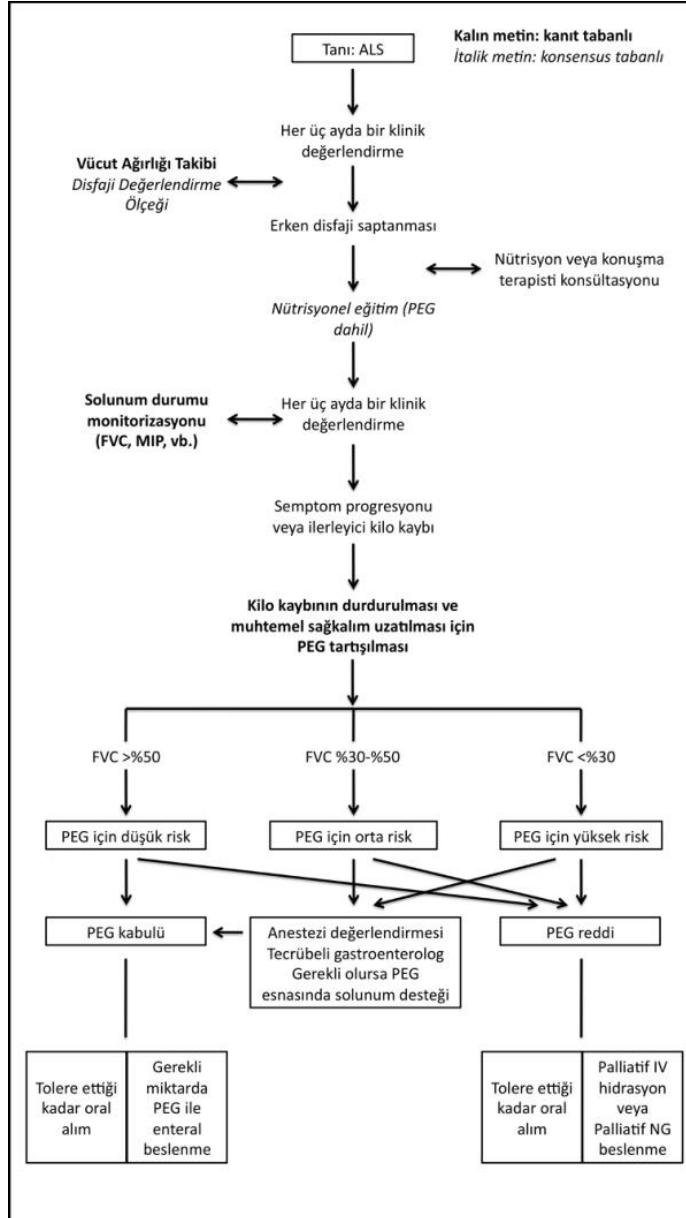 Kalın metin: kanıt tabanlı
İtalik metin: konsensus tabanlı
Tanı: ALS
Her üç ayda bir klinik
değerlendirme
Vücut Ağırlığı Takibi
Disfaji Değerlendirme
Ölçeği
Erken disfaji saptanması
Nütrisyon veya konuşma
terapisti konsültasyonu
Nütrisyonel eğitim (PEG
dahil)
Solunum durumu
monitorizasyonu
(FVC, MIP, vb.)
Her üç ayda bir klinik
değerlendirme
Semptom progresyonu
veya ilerleyici kilo kaybı
Kilo kaybının durdurulması ve
muhtemel sağkalım uzatılması için
PEG tartışılması
FVC >%50
FVC %30-%50
FVC <%30
PEG için düşük risk
PEG için orta risk
PEG için yüksek risk
PEG kabulü
Anestezi değerlendirmesi
Tecrübeli gastroenterolog
Gerekli olursa PEG
esnasında solunum desteği
PEG reddi
Tolere ettiği
kadar oral
alım
Gerekli
miktarda
PEG ile
enteral
beslenme
Tolere ettiği
kadar oral
alım
Palliatif IV
hidrasyon
veya
Palliatif NG
beslenme